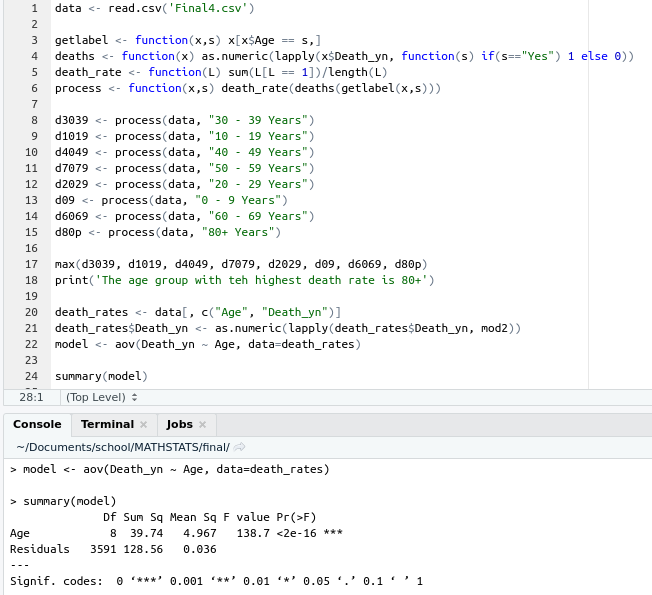 1 data <- read.csv('Final4.csv')
2
3 getlabel <- function(x,s) x[x$Age == s,]
4 deaths <- function(x) as.numeric(lapply(x$Death_yn, function(s) if(s=="Yes") 1 else 0))
5 death_rate <- function(L) sum(L[L == 1])/length(L)
6 process <- function(x,s) death_rate(deaths(getlabel(x,s)))
7
8 d3039 <- process(data, "30 - 39 Years")
9 d1019 <- process(data, "10 - 19 Years")
10 d4049 <- process(data, "40 - 49 Years")
11 d7079 <- process(data, "50 - 59 Years")
12 d2029 <- process(data, "20 - 29 Years")
13 d09 <- process(data, "0 - 9 Years")
14 d6069 <- process(data, "60 - 69 Years")
15 d80p <- process(data, "80+ Years")
16
17 max(d3039, d1019, d4049, d7079, d2029, d09, d6069, d80p)
18 print('The age group with teh highest death rate is 80+')
19
20 death_rates <- data[, c("Age", "Death_yn")]
21 death_rates$Death_yn <- as.numeric(lapply(death_rates$Death_yn, mod2))
22 model <- aov(Death_yn ~ Age, data=death_rates)
23
24 summary(model)
28:1 (Top Level)
Console Terminal × Jobs ×
~/Documents/school/MATHSTATS/final/
> model <- aov(Death_yn ~ Age, data=death_rates)
> summary(model)
Df Sum Sq Mean Sq F value Pr(>F)
Age 8 39.74 4.967 138.7 <2e-16 ***
Residuals 3591 128.56 0.036
---
Signif. codes: 0 ‘***’ 0.001 ‘**’ 0.01 ‘*’ 0.05 ‘.’ 0.1 ‘ ’ 1